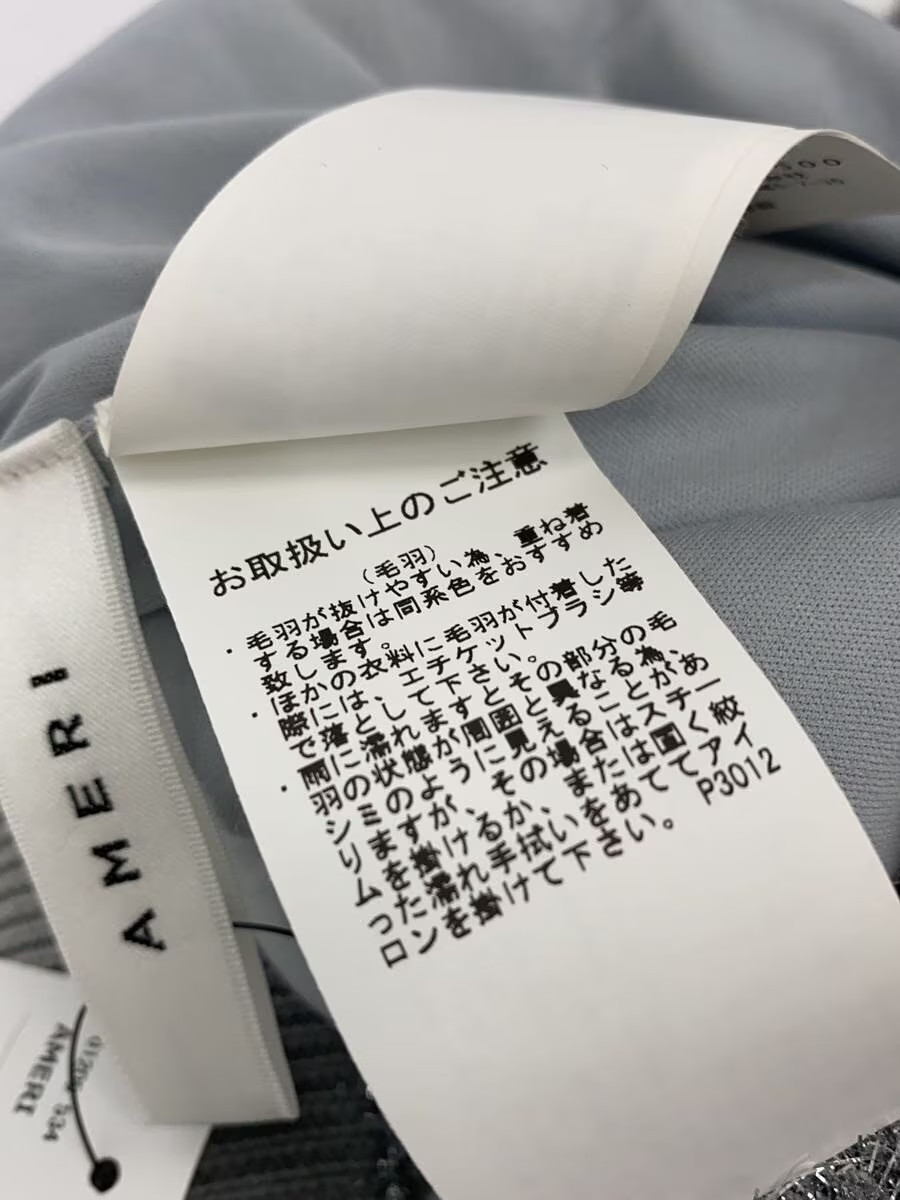 お取扱い上のご注意
(毛羽)
・毛羽が抜けやすい為、重ね着
する場合は同系色をおすすめ
致します。
・ほかの衣料に毛羽が付着した
際には、エチケットブラシ等
で落として下さい。
・雨に濡れますとその部分の毛
羽の状態が周囲と異なる為、
シミのように見えることがあ
りますが、その場合はスチー
ムを掛けるか、または固く絞
った濡れ手拭いをあててアイ
ロンを掛けて下さい。
P3012
AMERI
AMERI
534